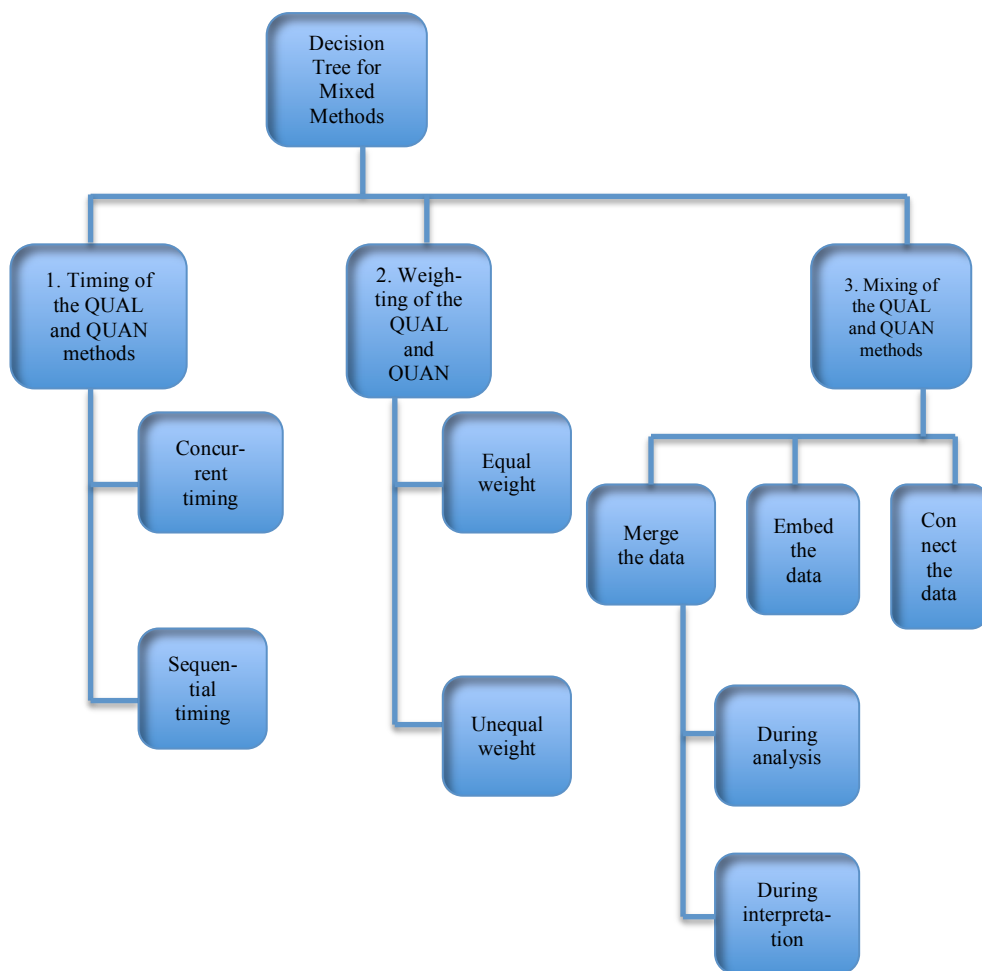 Decision
Tree for
Mixed
Methods
1. Timing of
the QUAL
and QUAN
methods
2. Weigh-
ting of the
QUAL
and
QUAN
3. Mixing of
the QUAL
and QUAN
methods
Concur-
rent
timing
Sequen-
tial
timing
Equal
weight
Unequal
weight
Merge
the data
Embed
the
data
Con
nect
the
data
During
analysis
During
interpreta-
tion